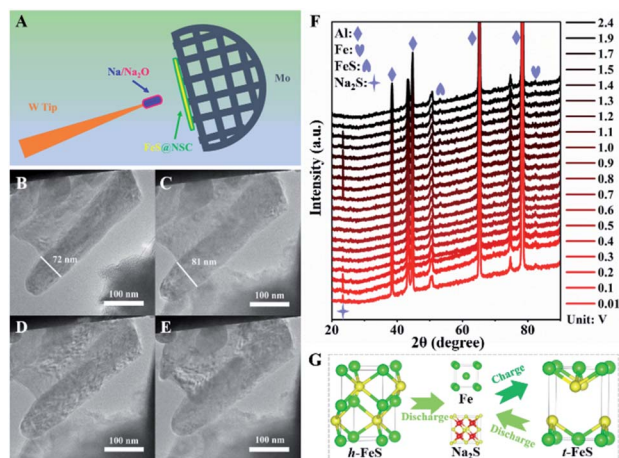 A
Na/Na₂O
Mo
W Tip
FeS@NSC
B
72 nm
100 nm
C
81 nm
100 nm
D
100 nm
E
100 nm
F
Intensity (a.u.)
Al:
Fe:
FeS:
Na₂S:
2.4
1.9
1.7
1.5
1.4
1.3
1.2
1.1
1.0
0.9
0.8
0.7
0.6
0.5
0.4
0.3
0.2
0.1
0.01
Unit: V
20 40 60 80
2θ (degree)
G
h-FeS
Discharge
Fe
Na₂S
Charge
Discharge
t-FeS